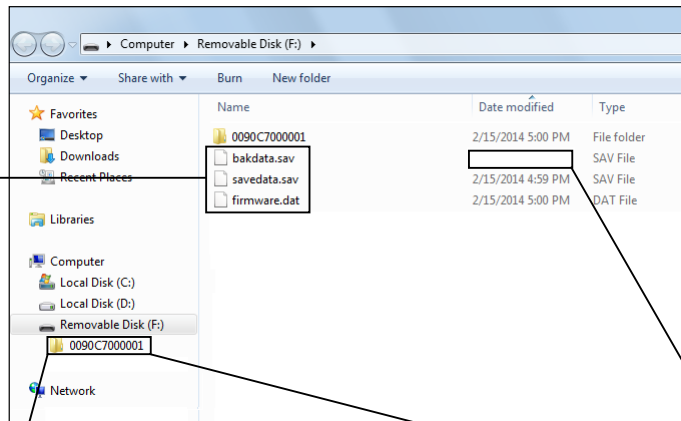 Computer ▸ Removable Disk (F:) ▸
Organize ▼ Share with ▼ Burn New folder
Name Date modified Type
Favorites
Desktop
Downloads
Recent Places
Libraries
Computer
Local Disk (C:)
Local Disk (D:)
Removable Disk (F:)
0090C7000001
Network
0090C7000001 2/15/2014 5:00 PM File folder
bakdata.sav SAV File
savedata.sav 2/15/2014 4:59 PM SAV File
firmware.dat 2/15/2014 5:00 PM DAT File